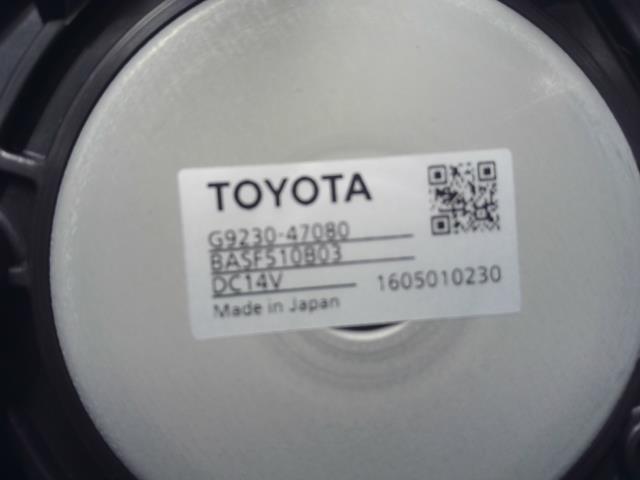 TOYOTA
G9230-47080
BASF510B03
DC14V 1605010230
Made in Japan